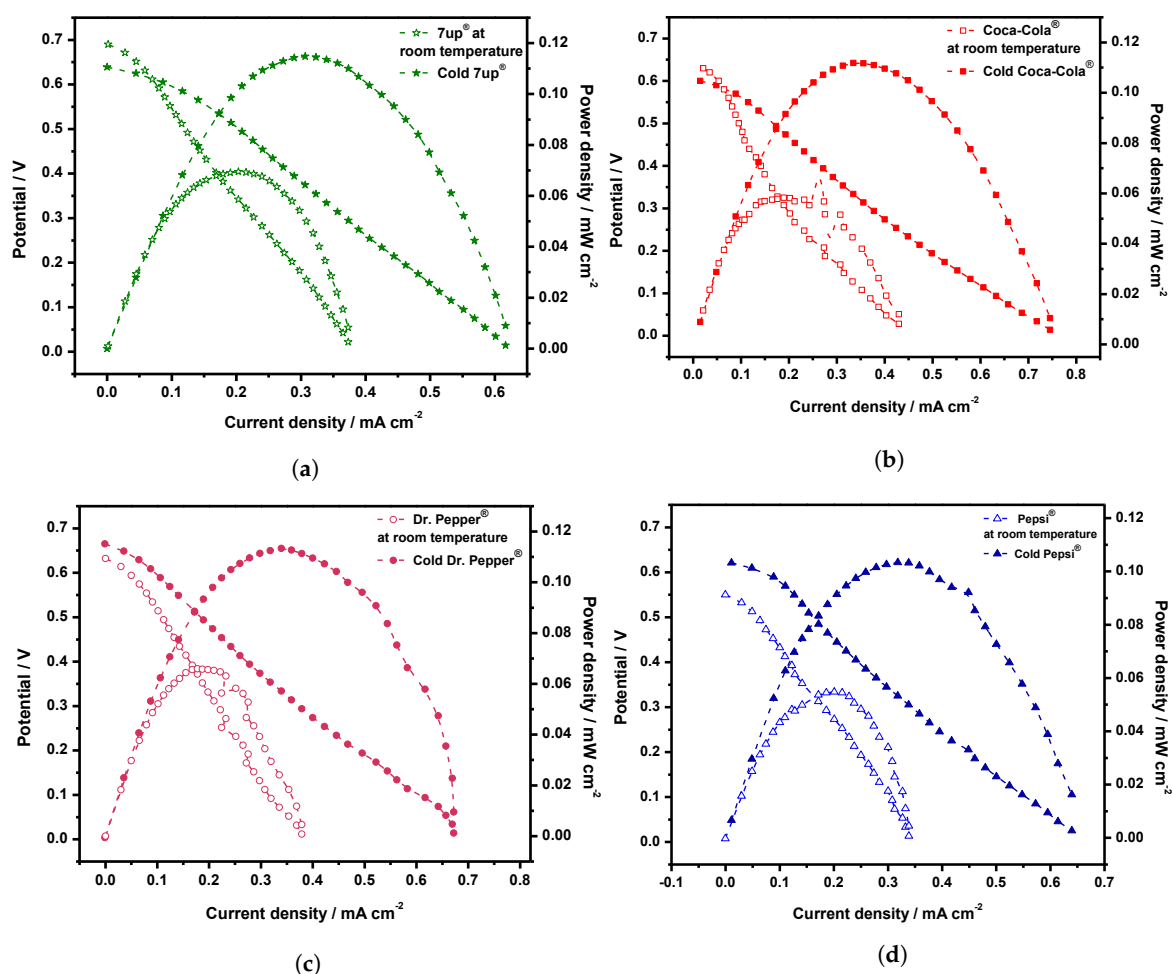 7up® at
room temperature
Cold 7up®
0.7
0.6
0.5
0.4
0.3
0.2
0.1
0.0
Potential / V
0.12
0.10
0.08
0.06
0.04
0.02
0.00
Power density / mW cm-2
0.0 0.1 0.2 0.3 0.4 0.5 0.6
Current density / mA cm-2
(a)
Coca-Cola®
at room temperature
Cold Coca-Cola®
0.7
0.6
0.5
0.4
0.3
0.2
0.1
0.0
Potential / V
0.12
0.10
0.08
0.06
0.04
0.02
0.00
Power density / mW cm-2
0.0 0.1 0.2 0.3 0.4 0.5 0.6 0.7 0.8
Current density / mA cm-2
(b)
Dr. Pepper®
at room temperature
Cold Dr. Pepper®
0.7
0.6
0.5
0.4
0.3
0.2
0.1
0.0
Potential / V
0.12
0.10
0.08
0.06
0.04
0.02
0.00
Power density / mW cm-2
0.0 0.1 0.2 0.3 0.4 0.5 0.6 0.7 0.8
Current density / mA cm-2
(c)
Pepsi®
at room temperature
Cold Pepsi®
0.7
0.6
0.5
0.4
0.3
0.2
0.1
0.0
Potential / V
0.12
0.10
0.08
0.06
0.04
0.02
0.00
Power density / mW cm-2
-0.1 0.0 0.1 0.2 0.3 0.4 0.5 0.6 0.7
Current density / mA cm-2
(d)